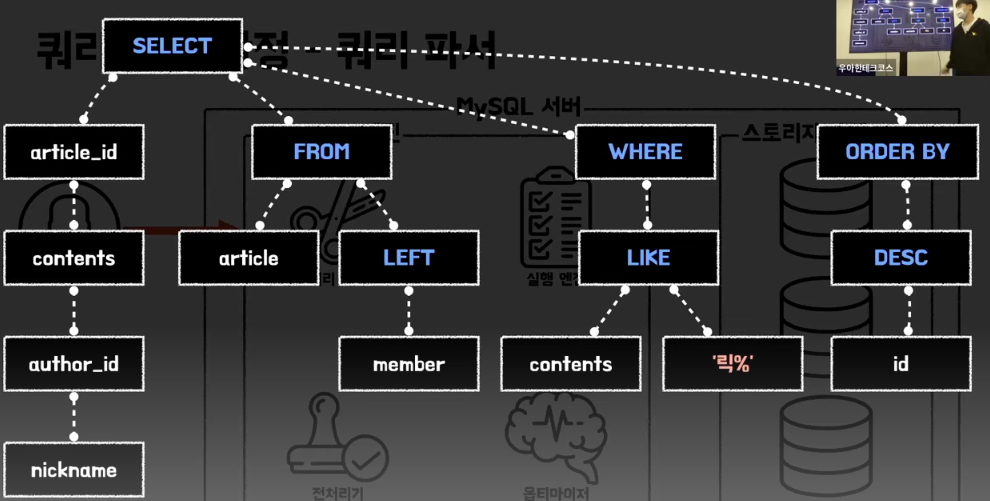 쿼리 정 - 쿼리 파서
우아한테크코스
SELECT
MySQL 서버
스토리지
article_id
FROM
WHERE
ORDER BY
contents
article
LEFT
LIKE
DESC
실행 엔진
author_id
member
contents
'릭%'
id
nickname
전처리기
옵티마이저